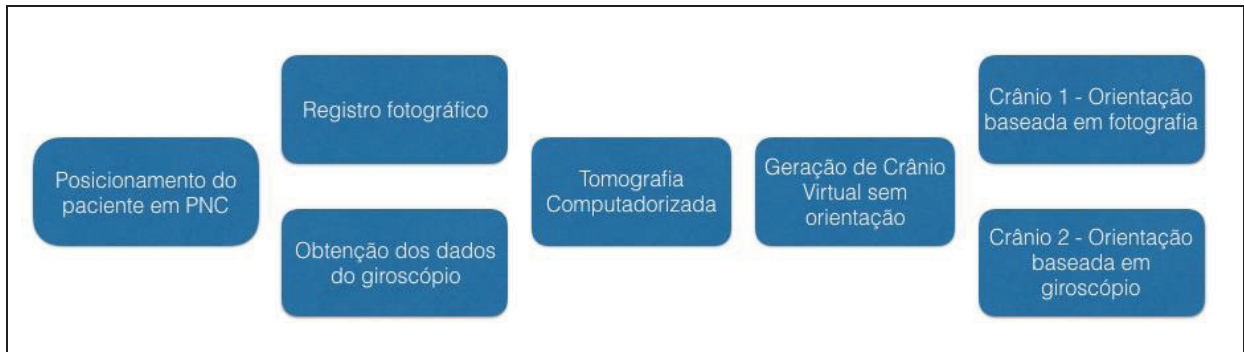 Posicionamento do
paciente em PNC
Registro fotográfico
Obtenção dos dados
do giroscópio
Tomografia
Computadorizada
Geração de Crânio
Virtual sem
orientação
Crânio 1 - Orientação
baseada em fotografia
Crânio 2 - Orientação
baseada em
giroscópio